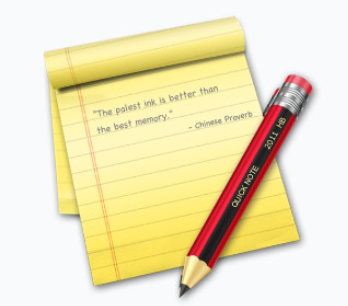 "The palest ink is better than
the best memory."
- Chinese Proverb
QUICK NOTE
2011 HB